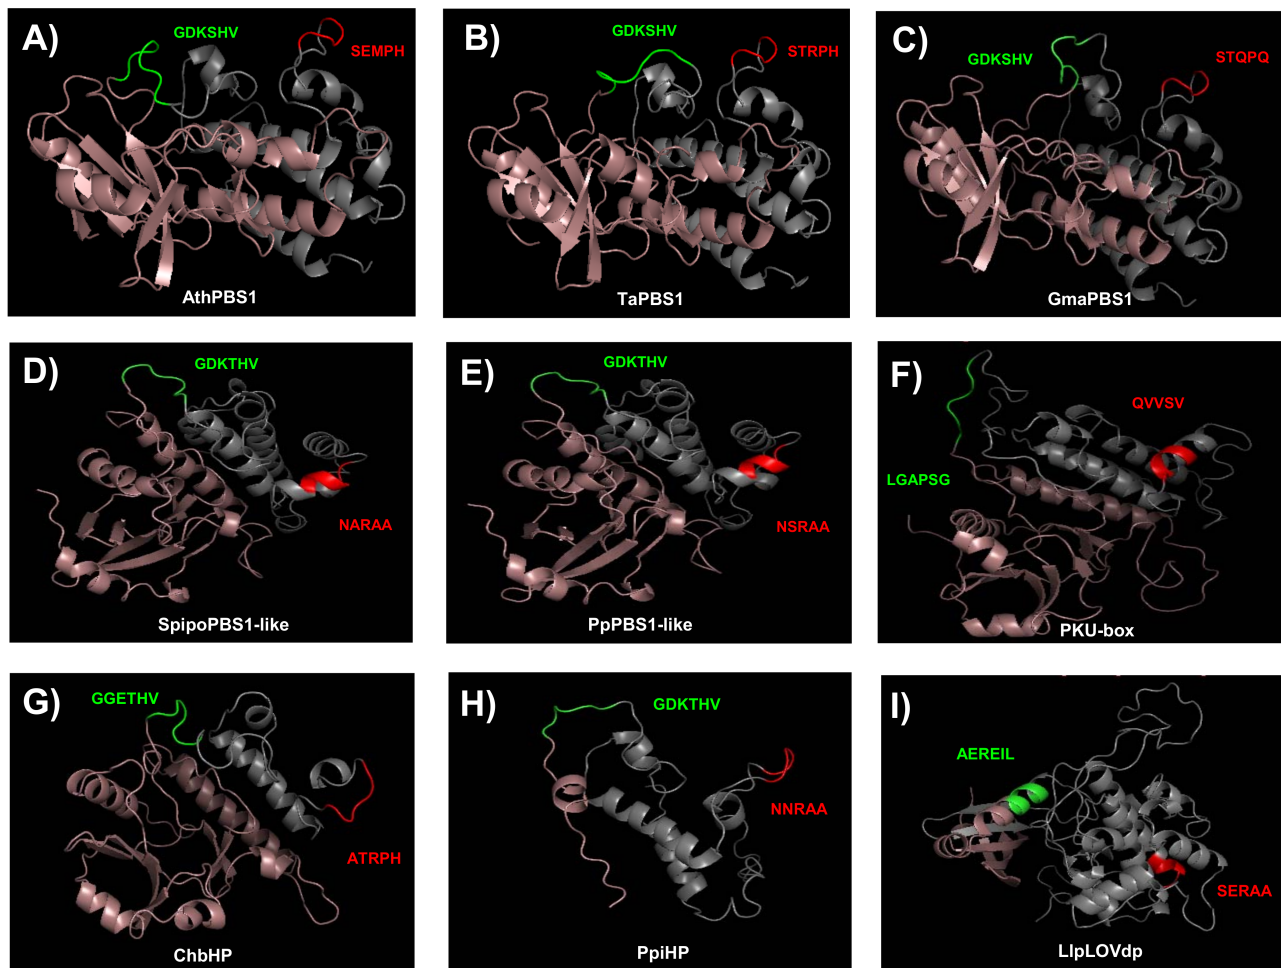 A)
GDKSHV
SEMPH
AthPBS1
B)
GDKSHV
STRPH
TaPBS1
C)
GDKSHV
STQPQ
GmaPBS1
D)
GDKTHV
NARAA
SpipoPBS1-like
E)
GDKTHV
NSRAA
PpPBS1-like
F)
QVVSV
LGAPSG
PKU-box
G)
GGETHV
ATRPH
ChbHP
H)
GDKTHV
NNRAA
PpiHP
I)
AEREIL
SERAA
LlpLOVdp